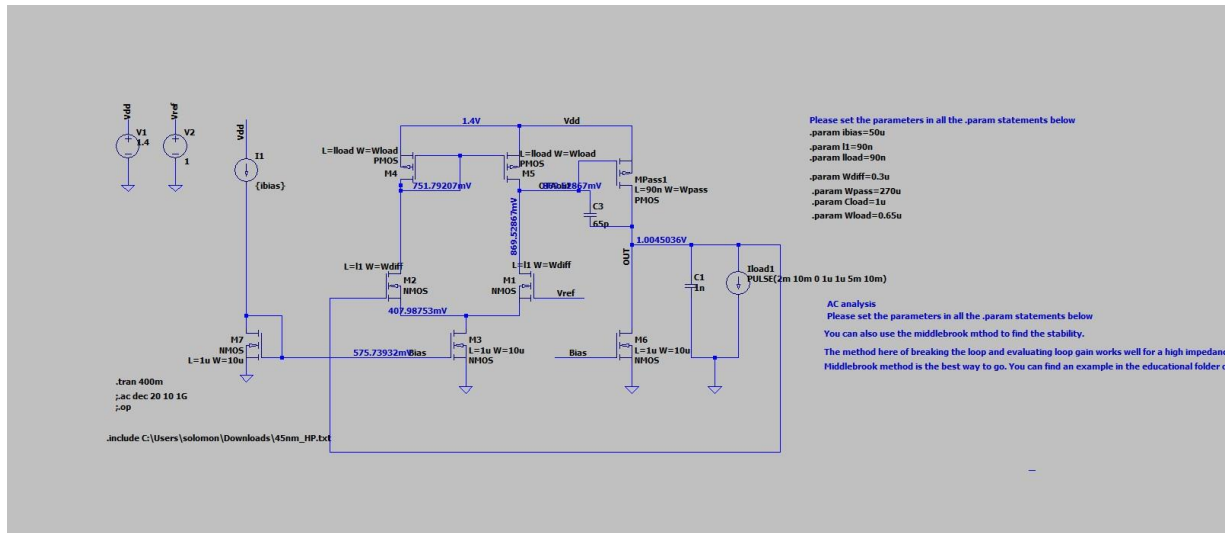 Vdd
Vref
V1
1.4
V2
1
Vdd
I1
{ibias}
1.4V
Vdd
L=lload W=Wload
PMOS
M4
L=lload W=Wload
PMOS
M5
751.79207mV
MPass1
L=90n W=Wpass
PMOS
C3
65p
869.52867mV
1.0045036V
OUT
L=l1 W=Wdiff
M2
NMOS
L=l1 W=Wdiff
M1
NMOS
Vref
407.98753mV
C1
1n
Iload1
PULSE(2m 10m 0 1u 1u 5m 10m)
M7
NMOS
L=1u W=10u
575.73932mV
Bias
M3
L=1u W=10u
NMOS
Bias
M6
L=1u W=10u
NMOS
.tran 400m
;.ac dec 20 10 1G
;.op
.include C:\Users\solomon\Downloads\45nm_HP.txt
Please set the parameters in all the .param statements below
.param ibias=50u
.param l1=90n
.param lload=90n
.param Wdiff=0.3u
.param Wpass=270u
.param Cload=1u
.param Wload=0.65u
AC analysis
Please set the parameters in all the .param statements below
You can also use the middlebrook mthod to find the stability.
The method here of breaking the loop and evaluating loop gain works well for a high impedan
Middlebrook method is the best way to go. You can find an example in the educational folder